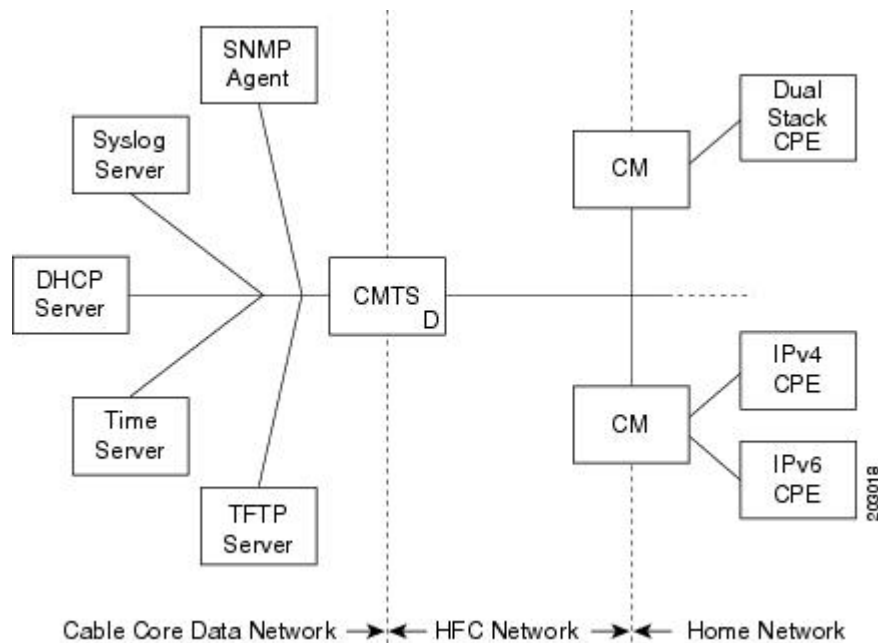 SNMP
Agent
Syslog
Server
DHCP
Server
Time
Server
TFTP
Server
CMTS
D
CM
Dual
Stack
CPE
CM
IPv4
CPE
IPv6
CPE
203018
Cable Core Data Network
HFC Network
Home Network